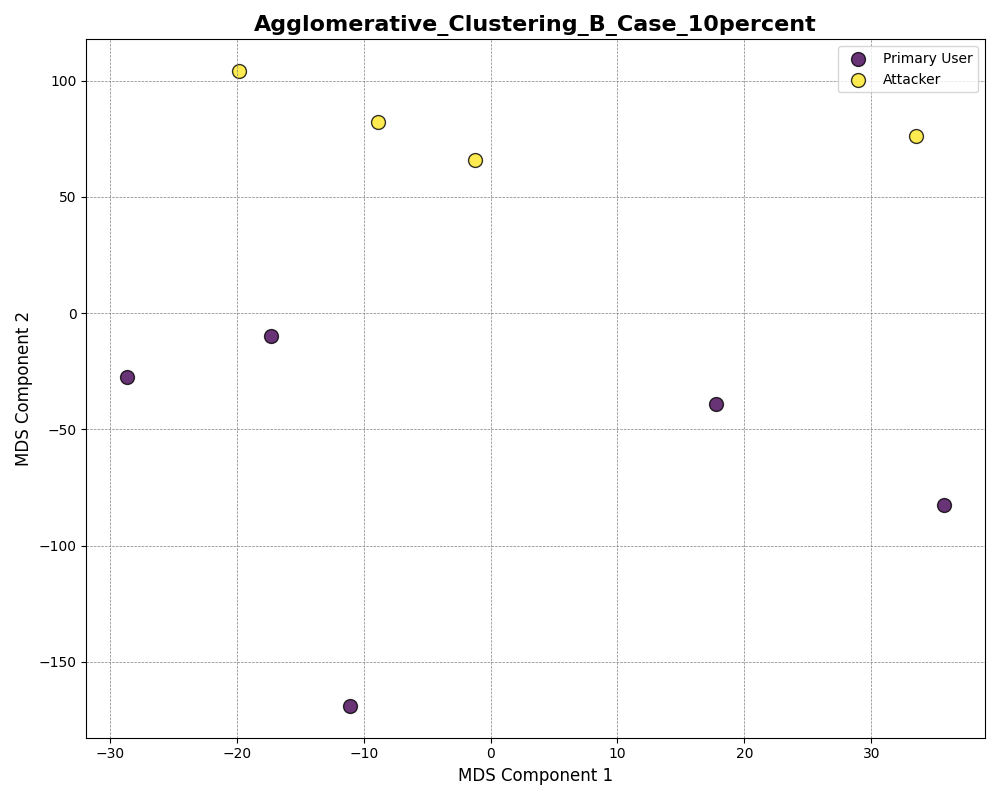 Agglomerative_Clustering_B_Case_10percent
Primary User
Attacker
100
50
0
−50
−100
−150
MDS Component 2
−30
−20
−10
0
10
20
30
MDS Component 1